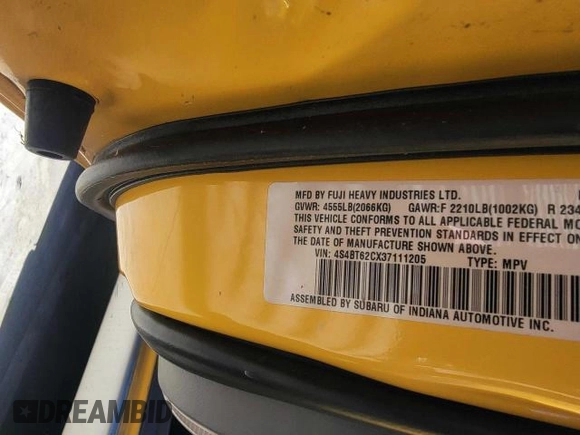 MFD BY FUJI HEAVY INDUSTRIES LTD.
GVWR: 4555LB(2066KG) GAWR:F 2210LB(1002KG) R 234
THIS VEHICLE CONFORMS TO ALL APPLICABLE FEDERAL MO
SAFETY AND THEFT PREVENTION STANDARDS IN EFFECT ON
THE DATE OF MANUFACTURE SHOWN ABOVE.
VIN: 4S4BT62CX37111205 TYPE: MPV
ASSEMBLED BY SUBARU OF INDIANA AUTOMOTIVE INC.
DREAMBID